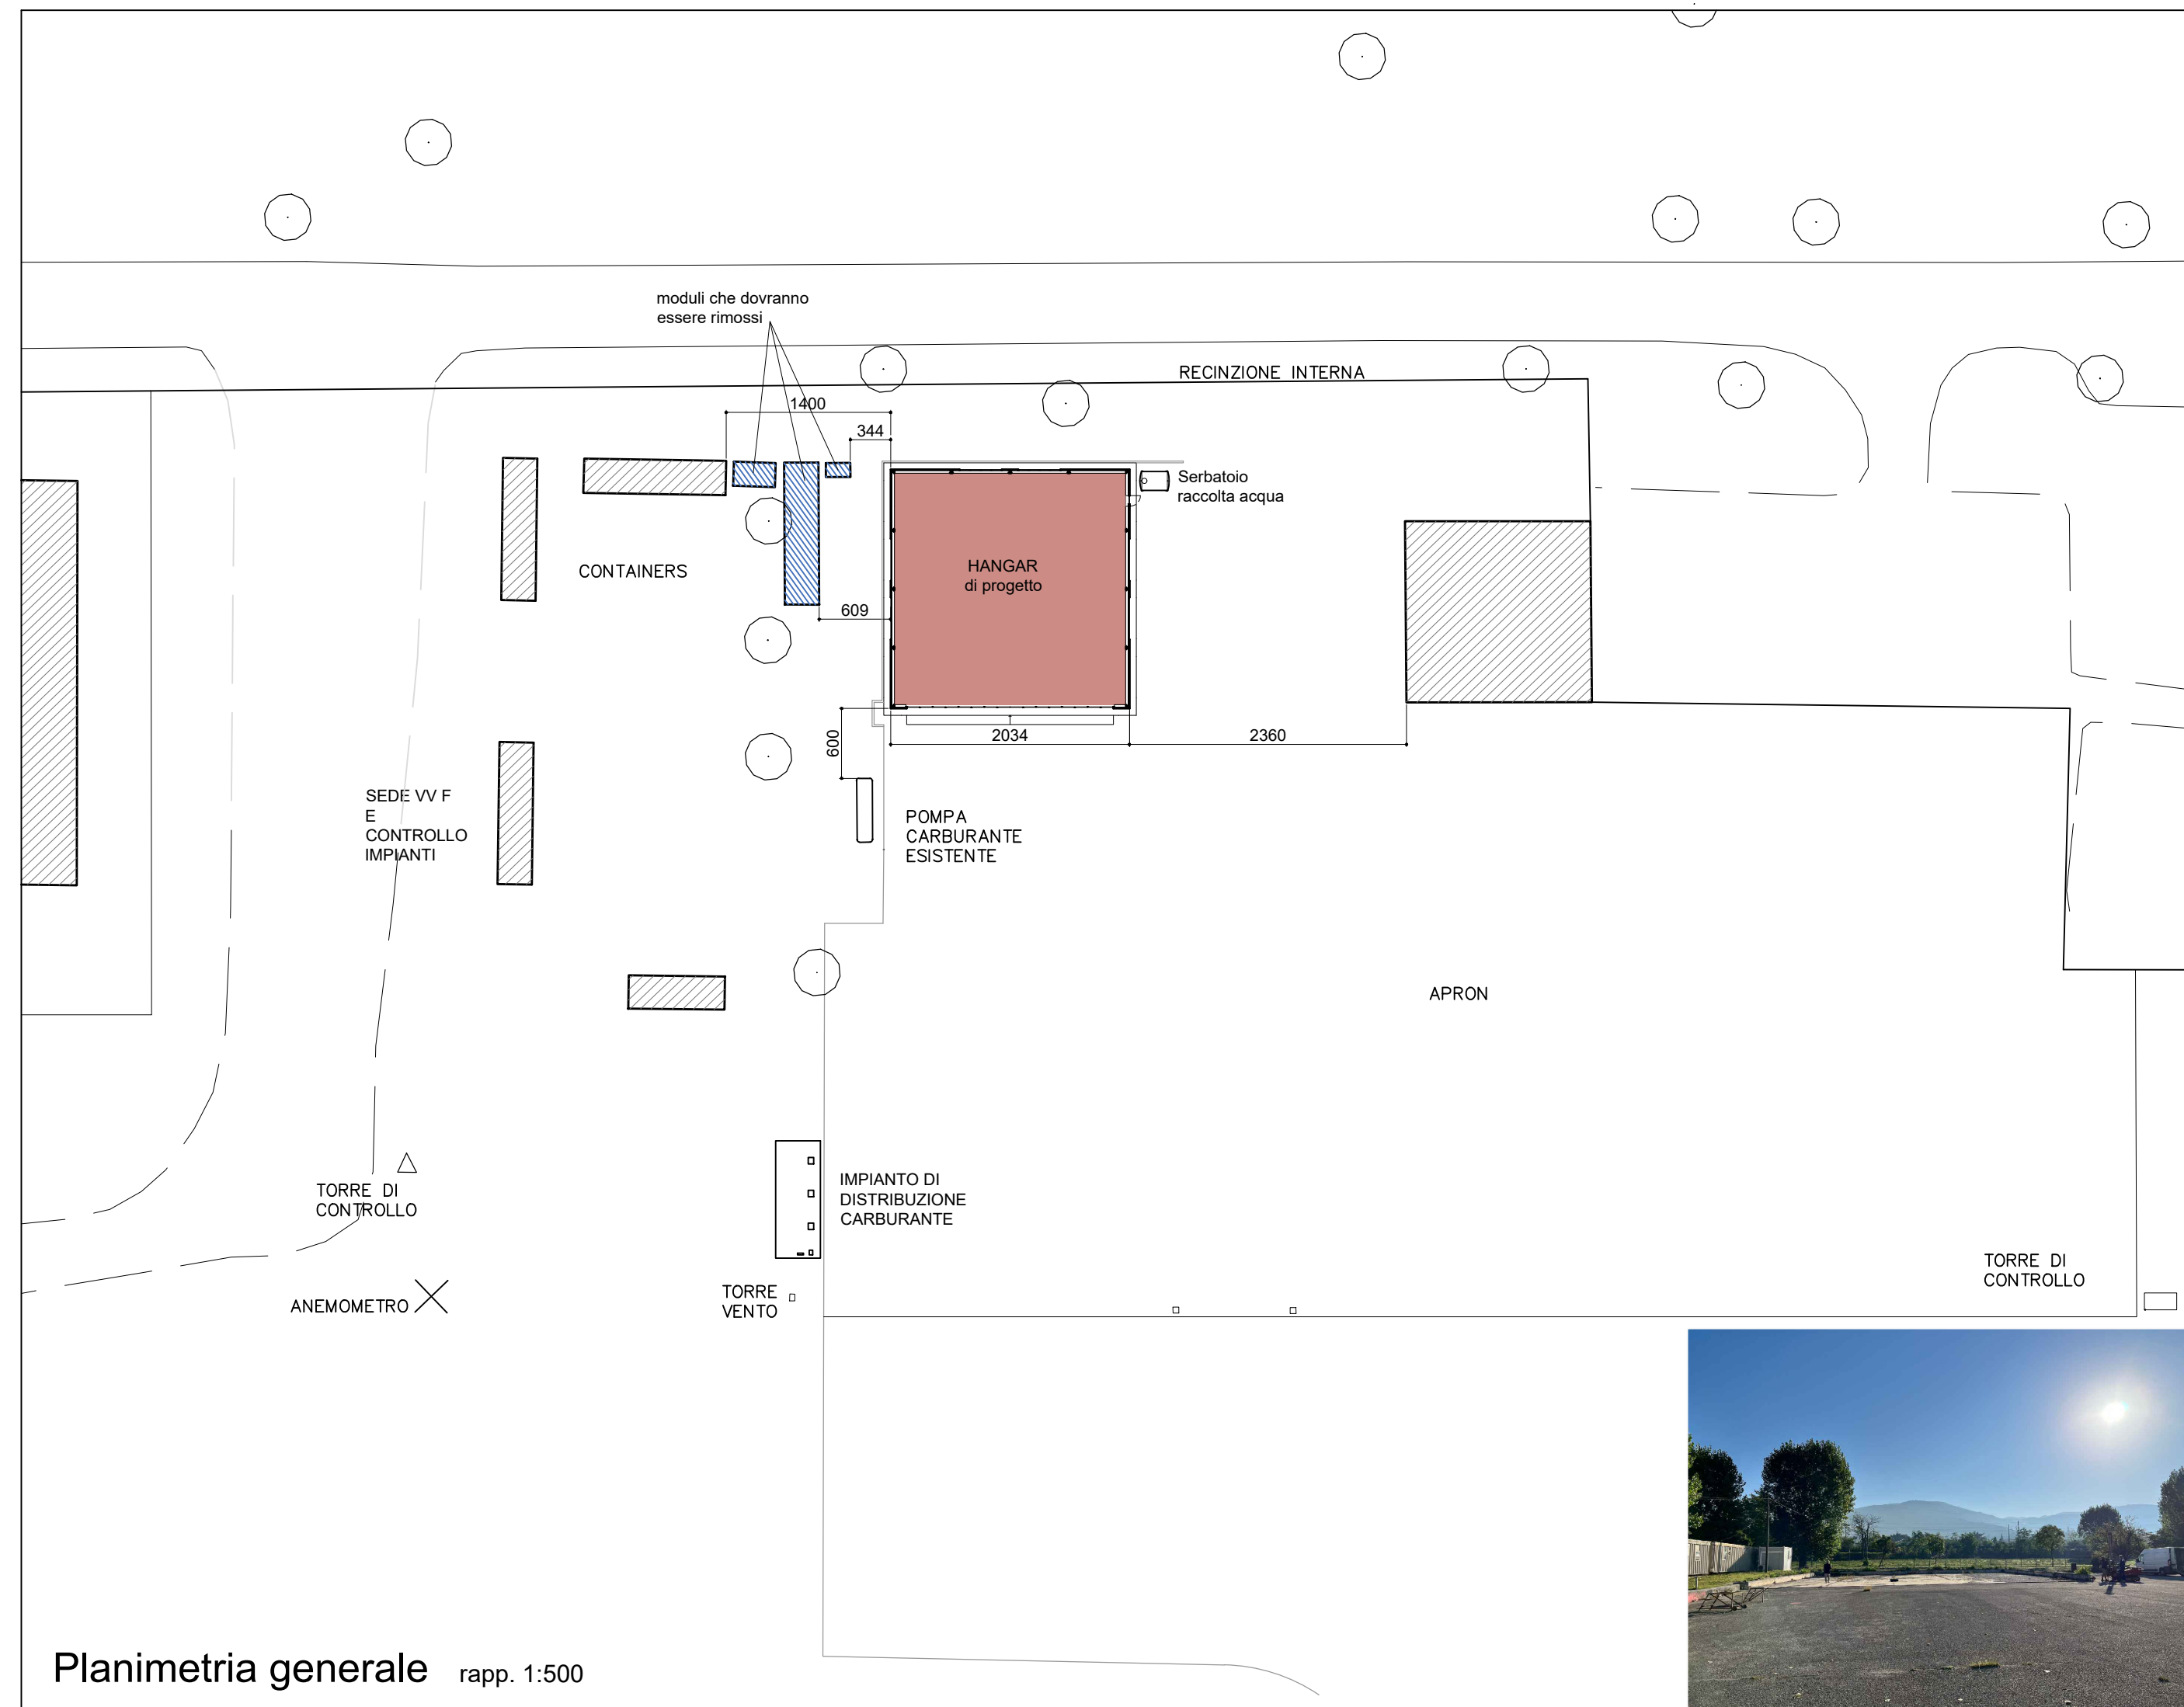 moduli che dovranno
essere rimossi
RECINZIONE INTERNA
1400
344
Serbatoio
raccolta acqua
HANGAR
di progetto
CONTAINERS
609
600
2034
2360
SEDE VV F
E
CONTROLLO
IMPIANTI
POMPA
CARBURANTE
ESISTENTE
APRON
TORRE DI
CONTROLLO
IMPIANTO DI
DISTRIBUZIONE
CARBURANTE
ANEMOMETRO
TORRE
VENTO
TORRE DI
CONTROLLO
Planimetria generale rapp. 1:500